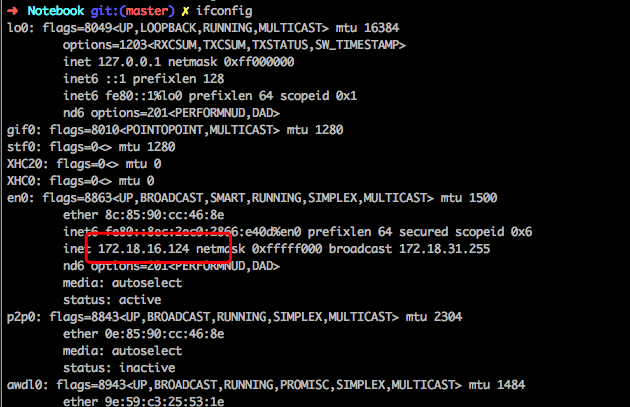 ➜ Notebook git:(master) ✗ ifconfig
lo0: flags=8049<UP,LOOPBACK,RUNNING,MULTICAST> mtu 16384
options=1203<RXCSUM,TXCSUM,TXSTATUS,SW_TIMESTAMP>
inet 127.0.0.1 netmask 0xff000000
inet6 ::1 prefixlen 128
inet6 fe80::1%lo0 prefixlen 64 scopeid 0x1
nd6 options=201<PERFORMNUD,DAD>
gif0: flags=8010<POINTOPOINT,MULTICAST> mtu 1280
stf0: flags=0<> mtu 1280
XHC20: flags=0<> mtu 0
XHC0: flags=0<> mtu 0
en0: flags=8863<UP,BROADCAST,SMART,RUNNING,SIMPLEX,MULTICAST> mtu 1500
ether 8c:85:90:cc:46:8e
inet6 prefixlen 64 secured scopeid 0x6
inet 172.18.16.124 netmask 0xfffff000 broadcast 172.18.31.255
nd6 options=201<PERFORMNUD,DAD>
media: autoselect
status: active
p2p0: flags=8843<UP,BROADCAST,RUNNING,SIMPLEX,MULTICAST> mtu 2304
ether 0e:85:90:cc:46:8e
media: autoselect
status: inactive
awdl0: flags=8943<UP,BROADCAST,RUNNING,PROMISC,SIMPLEX,MULTICAST> mtu 1484
ether 9e:59:c3:25:53:1e